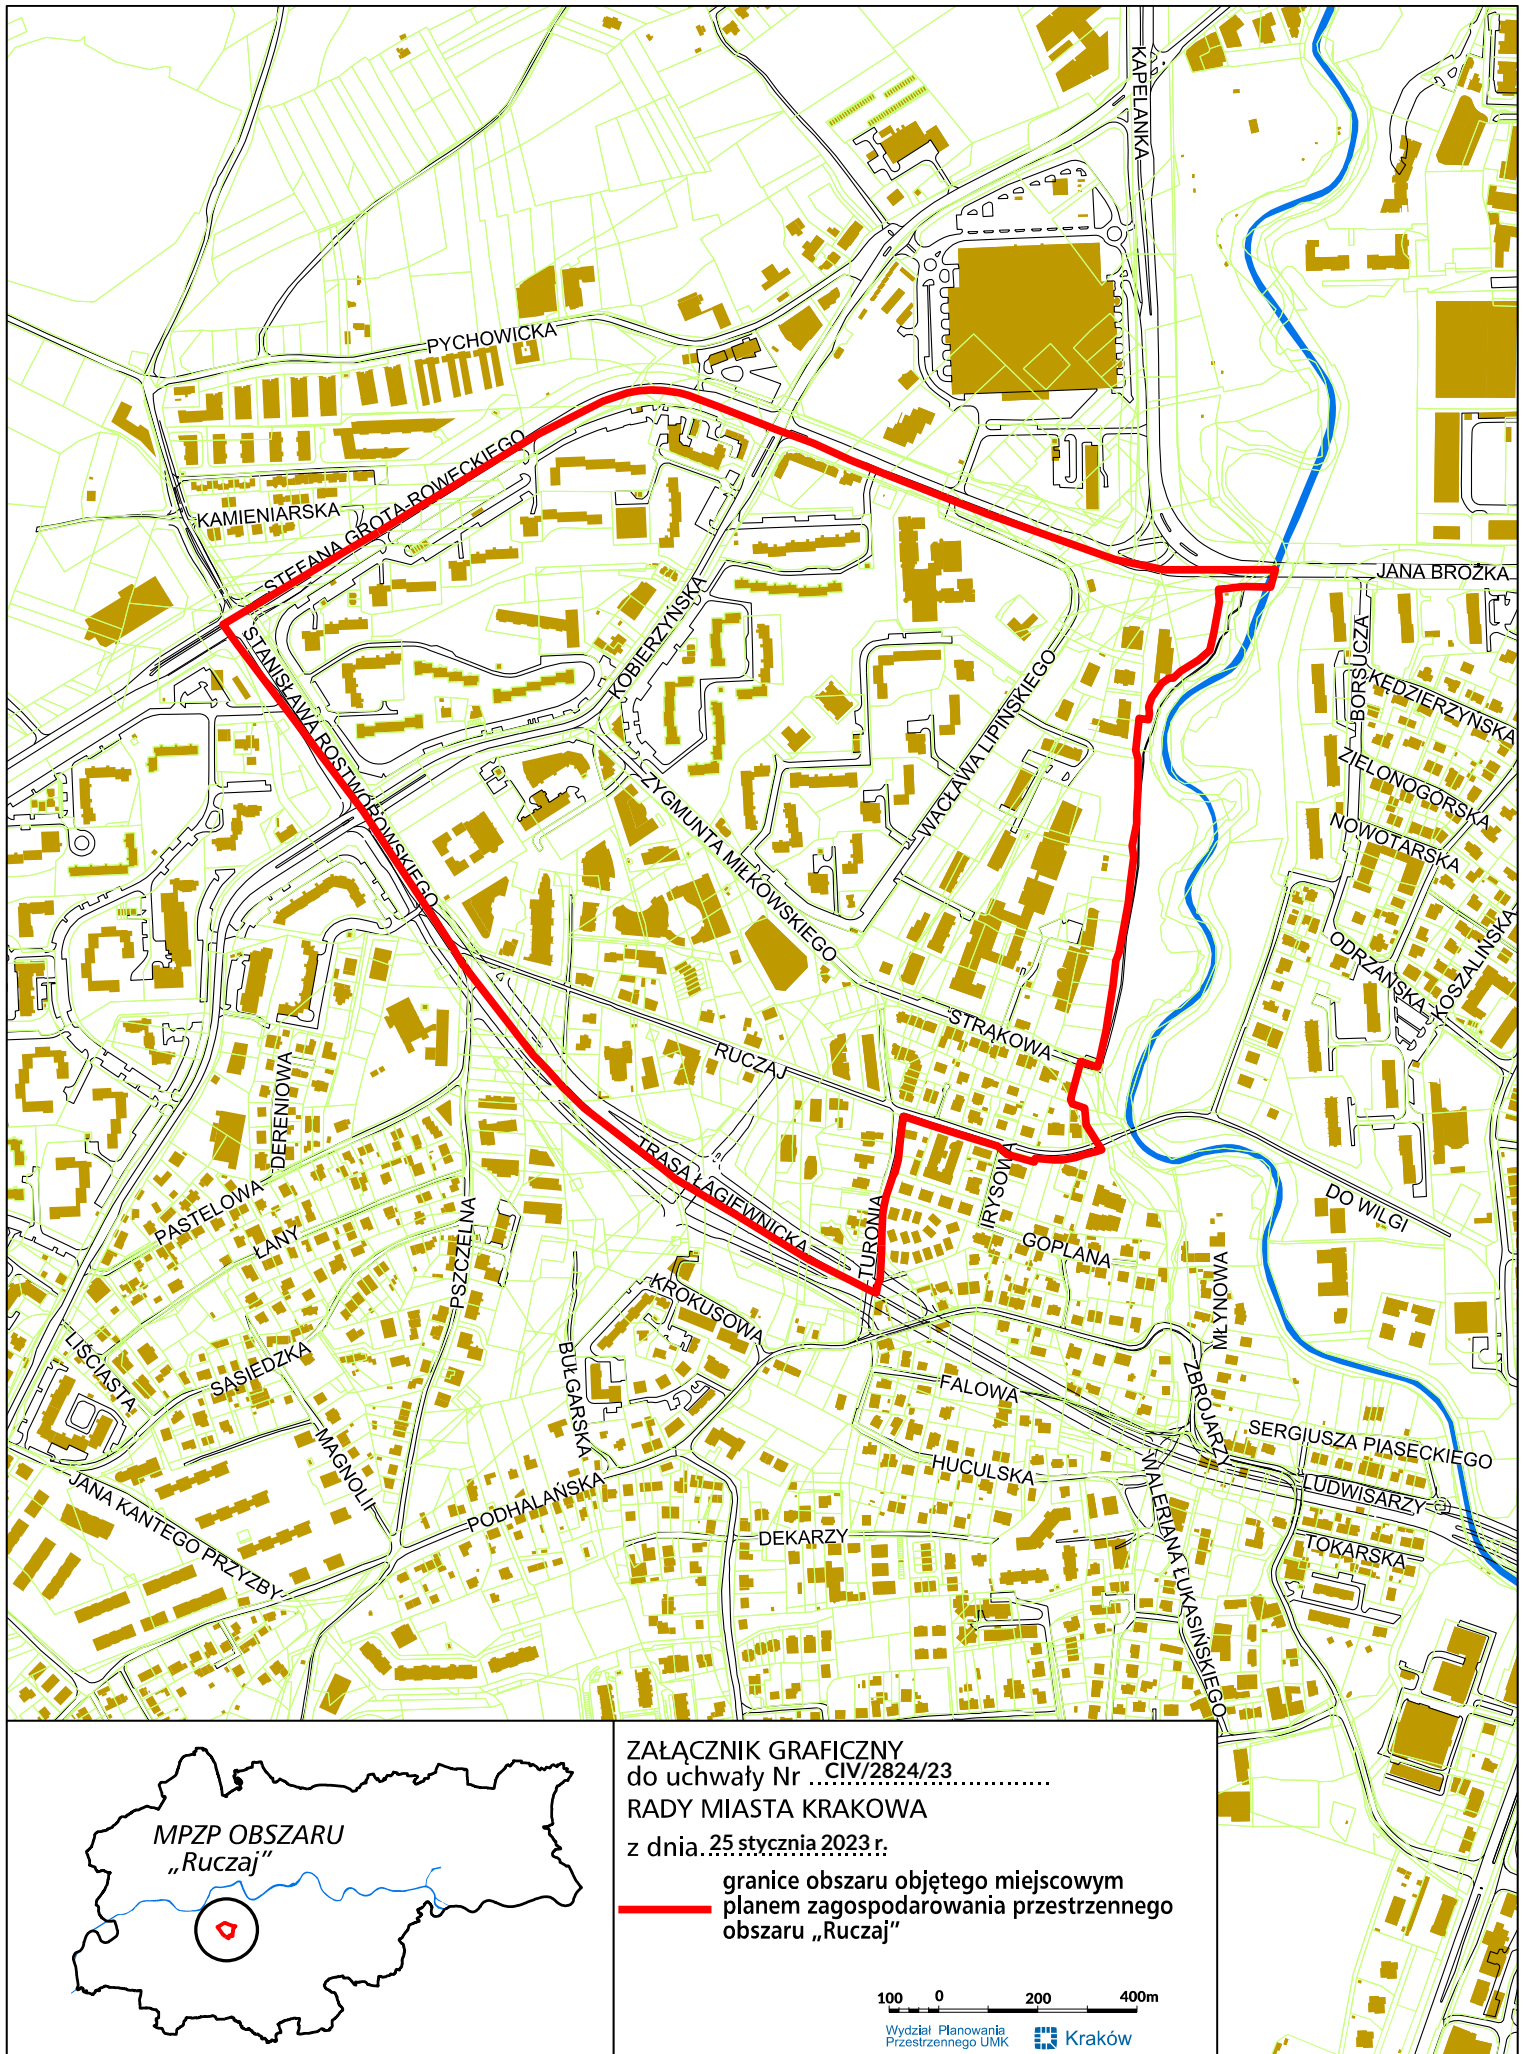 KAPELANKA
PYCHOWICKA
STEFANA GROTA-ROWECKIEGO
KAMIENIARSKA
JANA BROŻKA
STANISŁAWA ROSTWOROWSKIEGO
KOBIERZYŃSKA
BORSUCZA
KĘDZIERZYŃSKA
WACŁAWA LIPIŃSKIEGO
ZIELONOGÓRSKA
ZYGMUNTA MIŁKOWSKIEGO
NOWOTARSKA
ODRZAŃSKA
KOSZALIŃSKA
STRĄKOWA
RUCZAJ
DERENIOWA
TRASA ŁAGIEWNICKA
PASTELOWA
ŁANY
PSZCZELNA
TURONIA
IRYSOWA
DO WILGI
GOPLANA
MŁYNOWA
KROKUSOWA
LIŚCIASTA
SĄSIEDZKA
BUŁGARSKA
FALOWA
ZBROJARZY
SERGIUSZA PIASECKIEGO
MAGNOLII
HUCULSKA
LUDWISARZY
JANA KANTEGO PRZYZBY
PODHALAŃSKA
DEKARZY
WALERIANA ŁUKASIŃSKIEGO
TOKARSKA
MPZP OBSZARU
„Ruczaj”
ZAŁĄCZNIK GRAFICZNY
do uchwały Nr CIV/2824/23
RADY MIASTA KRAKOWA
z dnia 25 stycznia 2023 r.
granice obszaru objętego miejscowym
planem zagospodarowania przestrzennego
obszaru „Ruczaj”
100 0 200 400m
Wydział Planowania
Przestrzennego UMK
Kraków